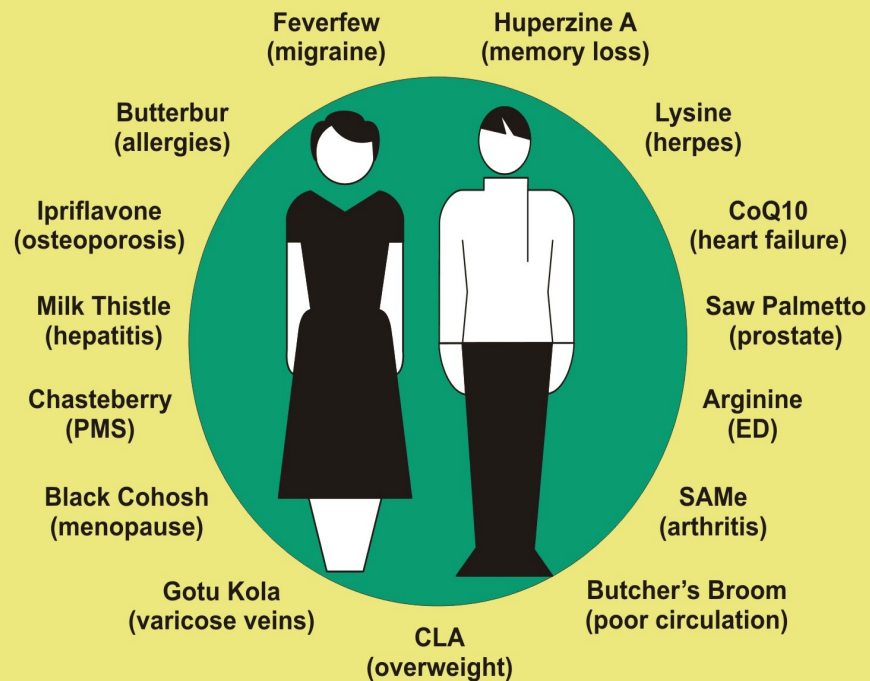 Feverfew
(migraine)
Huperzine A
(memory loss)
Butterbur
(allergies)
Lysine
(herpes)
Ipriflavone
(osteoporosis)
CoQ10
(heart failure)
Milk Thistle
(hepatitis)
Saw Palmetto
(prostate)
Chasteberry
(PMS)
Arginine
(ED)
Black Cohosh
(menopause)
SAMe
(arthritis)
Gotu Kola
(varicose veins)
Butcher's Broom
(poor circulation)
CLA
(overweight)